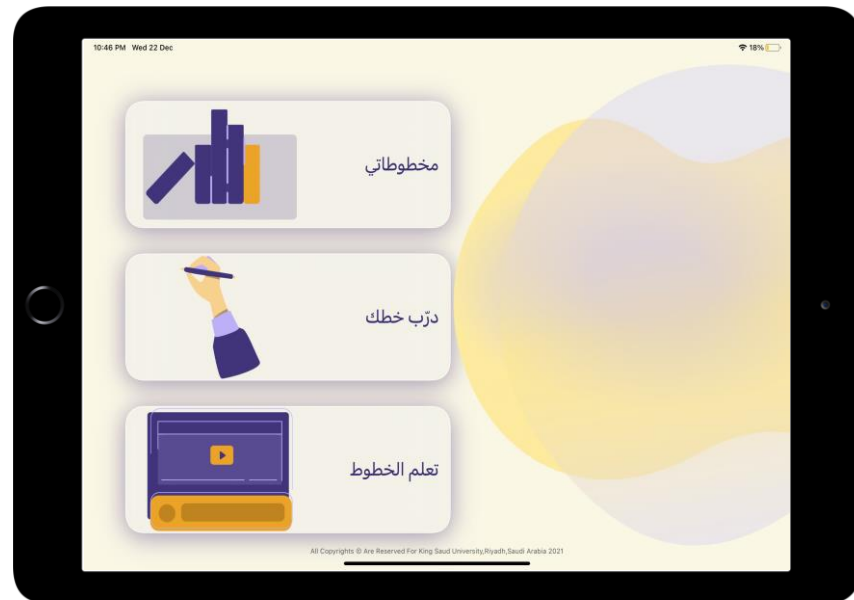 10:46 PM Wed 22 Dec
18%
مخطوطاتي
درّب خطك
تعلم الخطوط
All Copyrights © Are Reserved For King Saud University,Riyadh,Saudi Arabia 2021